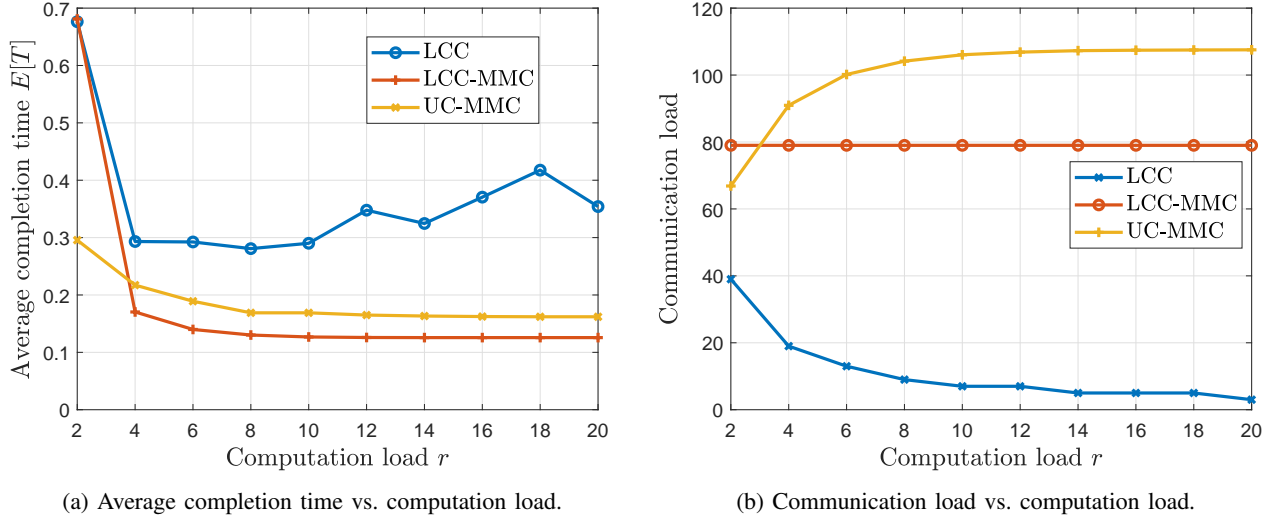 0.7
0.6
0.5
0.4
0.3
0.2
0.1
0
Average completion time E[T]
LCC
LCC-MMC
UC-MMC
2 4 6 8 10 12 14 16 18 20
Computation load r
(a) Average completion time vs. computation load.
120
100
80
60
40
20
0
Communication load
LCC
LCC-MMC
UC-MMC
2 4 6 8 10 12 14 16 18 20
Computation load r
(b) Communication load vs. computation load.